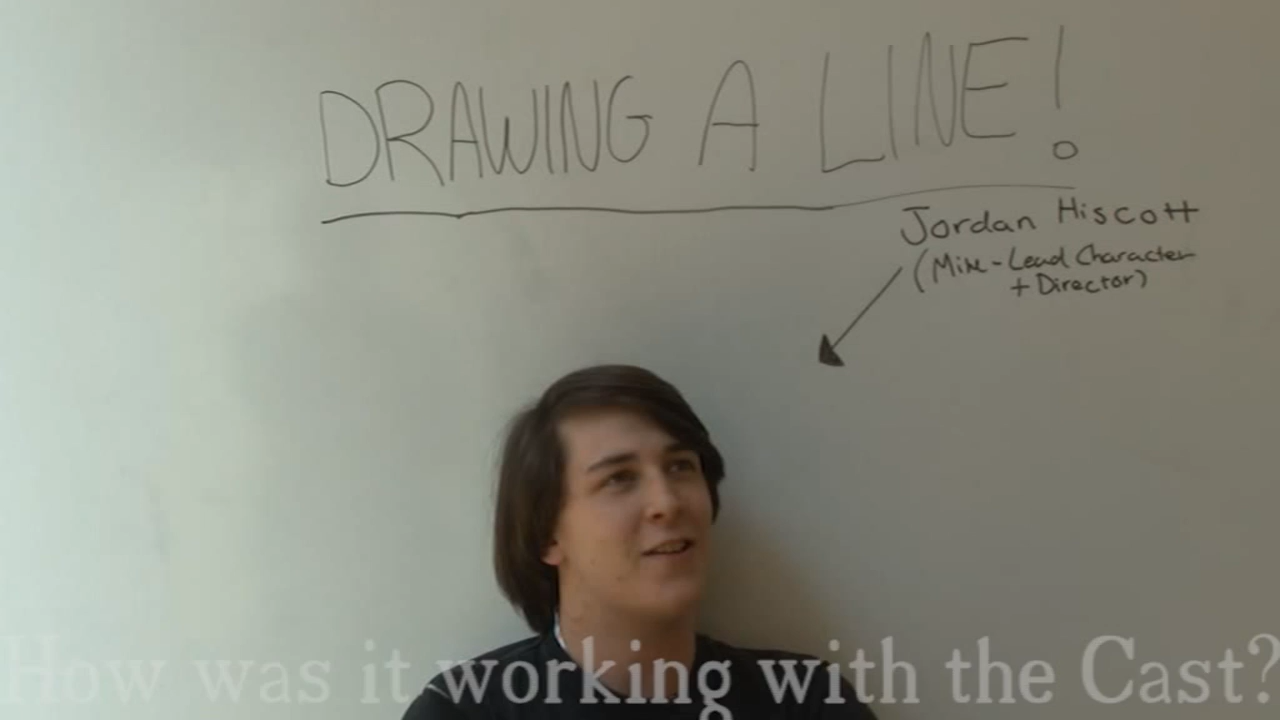 DRAWING A LINE!
Jordan Hiscott
(Mike - Lead Character
+ Director)
How was it working with the Cast?